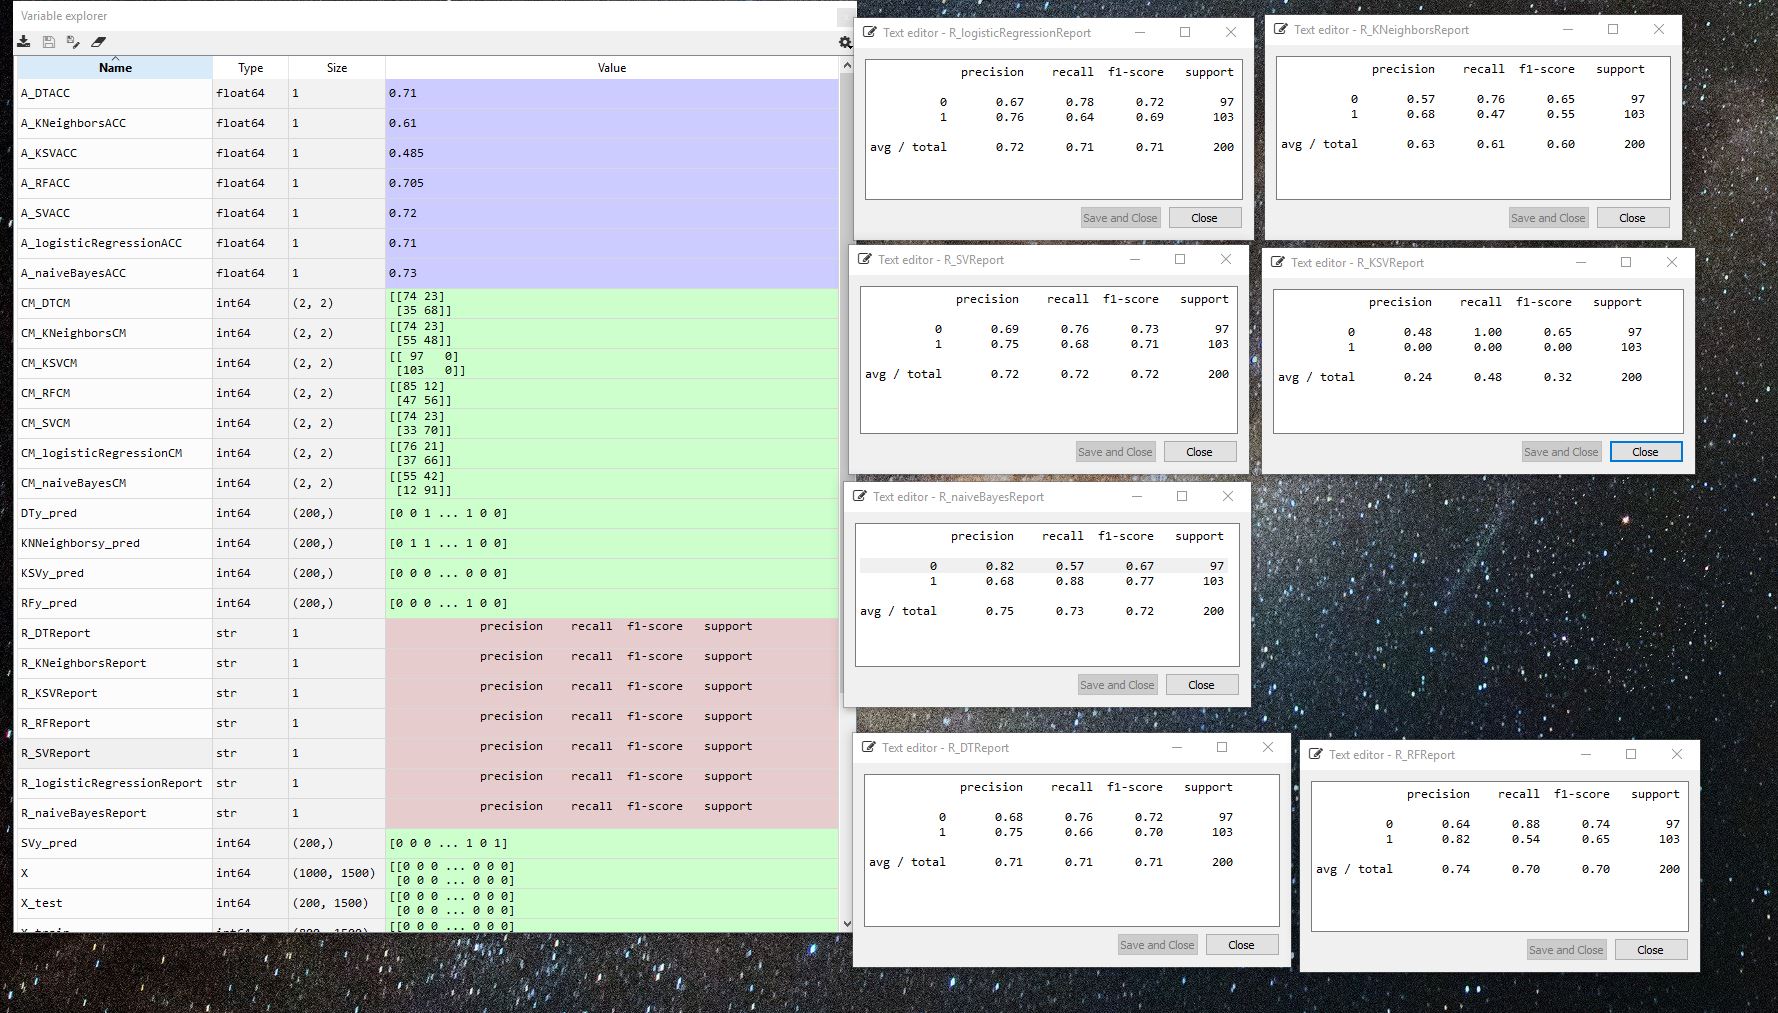 Variable explorer
Name Type Size Value
A_DTACC float64 1 0.71
A_KNeighborsACC float64 1 0.61
A_KSVACC float64 1 0.485
A_RFACC float64 1 0.705
A_SVACC float64 1 0.72
A_logisticRegressionACC float64 1 0.71
A_naiveBayesACC float64 1 0.73
CM_DTCM int64 (2, 2) [[74 23]
[35 68]]
CM_KNeighborsCM int64 (2, 2) [[74 23]
[55 48]]
CM_KSVCM int64 (2, 2) [[ 97 0]
[103 0]]
CM_RFCM int64 (2, 2) [[85 12]
[47 56]]
CM_SVCM int64 (2, 2) [[74 23]
[33 70]]
CM_logisticRegressionCM int64 (2, 2) [[76 21]
[37 66]]
CM_naiveBayesCM int64 (2, 2) [[55 42]
[12 91]]
DTy_pred int64 (200,) [0 0 1 ... 1 0 0]
KNNeighborsy_pred int64 (200,) [0 1 1 ... 1 0 0]
KSVy_pred int64 (200,) [0 0 0 ... 0 0 0]
RFy_pred int64 (200,) [0 0 0 ... 1 0 0]
R_DTReport str 1 precision recall f1-score support
R_KNeighborsReport str 1 precision recall f1-score support
R_KSVReport str 1 precision recall f1-score support
R_RFReport str 1 precision recall f1-score support
R_SVReport str 1 precision recall f1-score support
R_logisticRegressionReport str 1 precision recall f1-score support
R_naiveBayesReport str 1 precision recall f1-score support
SVy_pred int64 (200,) [0 0 0 ... 1 0 1]
X int64 (1000, 1500) [[0 0 0 ... 0 0 0]
[0 0 0 ... 0 0 0]
X_test int64 (200, 1500) [[0 0 0 ... 0 0 0]
[0 0 0 ... 0 0 0]
X_train int64 (800, 1500) [[0 0 0 ... 0 0 0]
Text editor - R_logisticRegressionReport
precision recall f1-score support
0 0.67 0.78 0.72 97
1 0.76 0.64 0.69 103
avg / total 0.72 0.71 0.71 200
Save and Close Close
Text editor - R_KNeighborsReport
precision recall f1-score support
0 0.57 0.76 0.65 97
1 0.68 0.47 0.55 103
avg / total 0.63 0.61 0.60 200
Save and Close Close
Text editor - R_SVReport
precision recall f1-score support
0 0.69 0.76 0.73 97
1 0.75 0.68 0.71 103
avg / total 0.72 0.72 0.72 200
Save and Close Close
Text editor - R_KSVReport
precision recall f1-score support
0 0.48 1.00 0.65 97
1 0.00 0.00 0.00 103
avg / total 0.24 0.48 0.32 200
Save and Close Close
Text editor - R_naiveBayesReport
precision recall f1-score support
0 0.82 0.57 0.67 97
1 0.68 0.88 0.77 103
avg / total 0.75 0.73 0.72 200
Save and Close Close
Text editor - R_DTReport
precision recall f1-score support
0 0.68 0.76 0.72 97
1 0.75 0.66 0.70 103
avg / total 0.71 0.71 0.71 200
Save and Close Close
Text editor - R_RFReport
precision recall f1-score support
0 0.64 0.88 0.74 97
1 0.82 0.54 0.65 103
avg / total 0.74 0.70 0.70 200
Save and Close Close